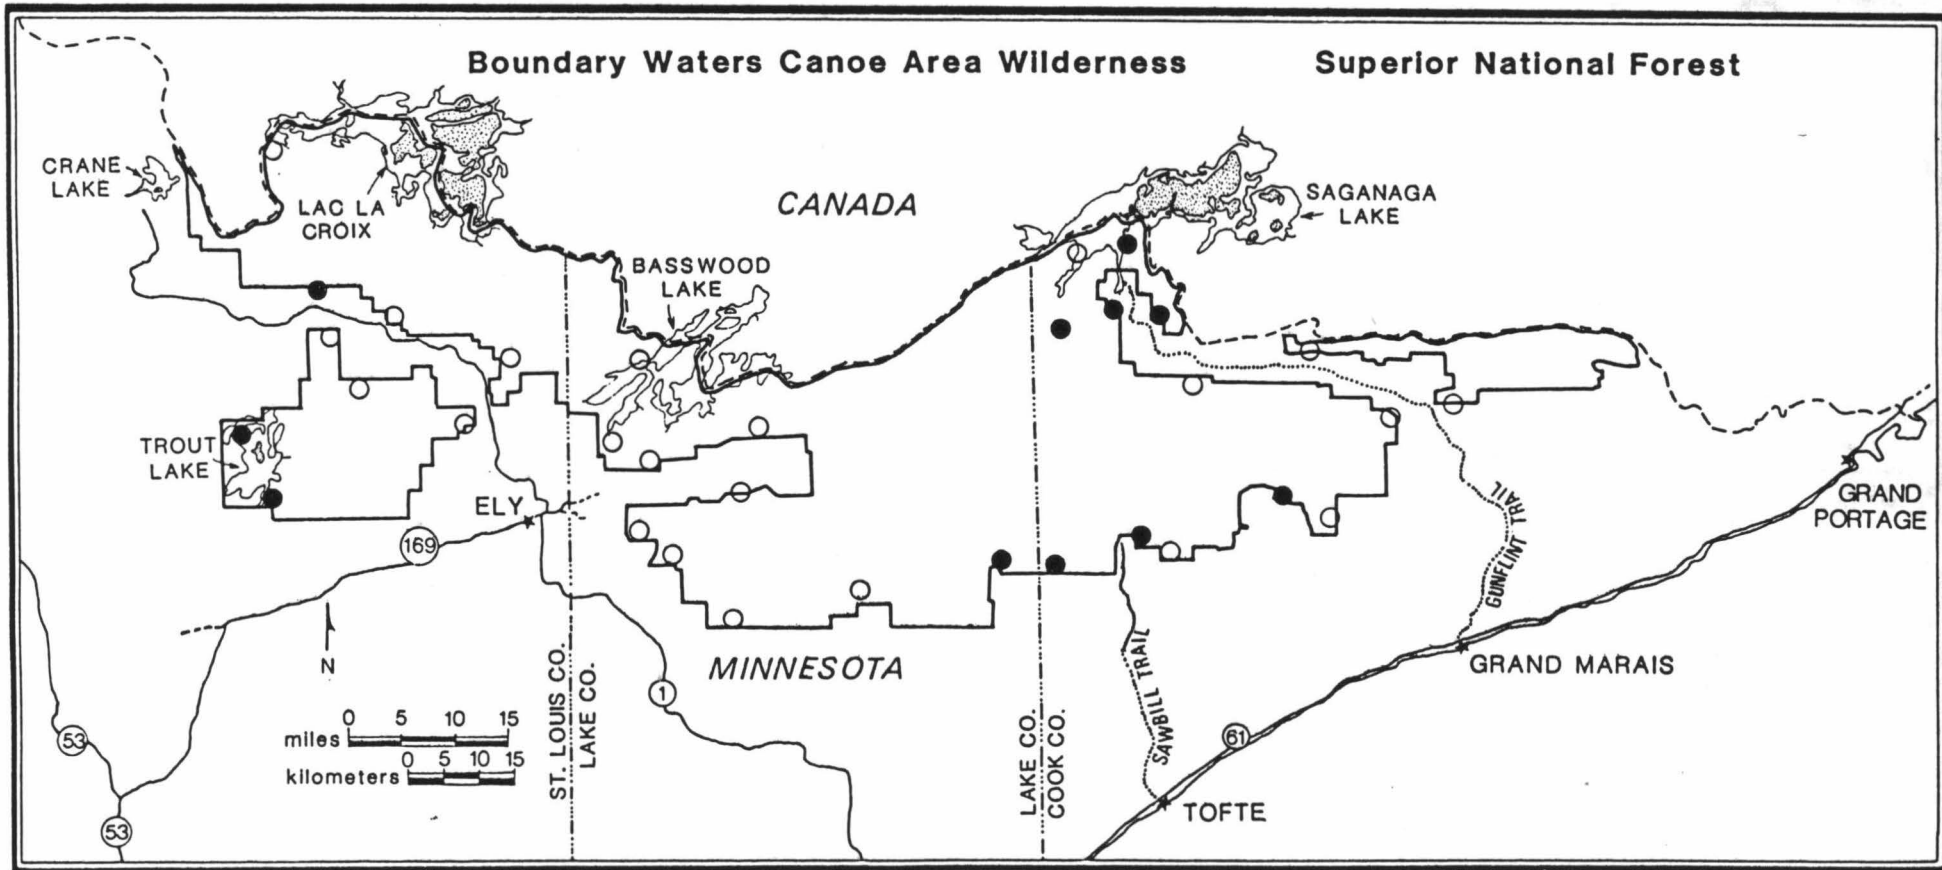 Boundary Waters Canoe Area Wilderness
Superior National Forest
CRANE
LAKE
LAC LA
CROIX
CANADA
SAGANAGA
LAKE
BASSWOOD
LAKE
TROUT
LAKE
ELY
169
GRAND
PORTAGE
GUNFLINT TRAIL
N
MINNESOTA
GRAND MARAIS
ST. LOUIS CO.
LAKE CO.
1
SAWBILL TRAIL
LAKE CO.
COOK CO.
61
0 5 10 15
miles
0 5 10 15
kilometers
53
53
TOFTE